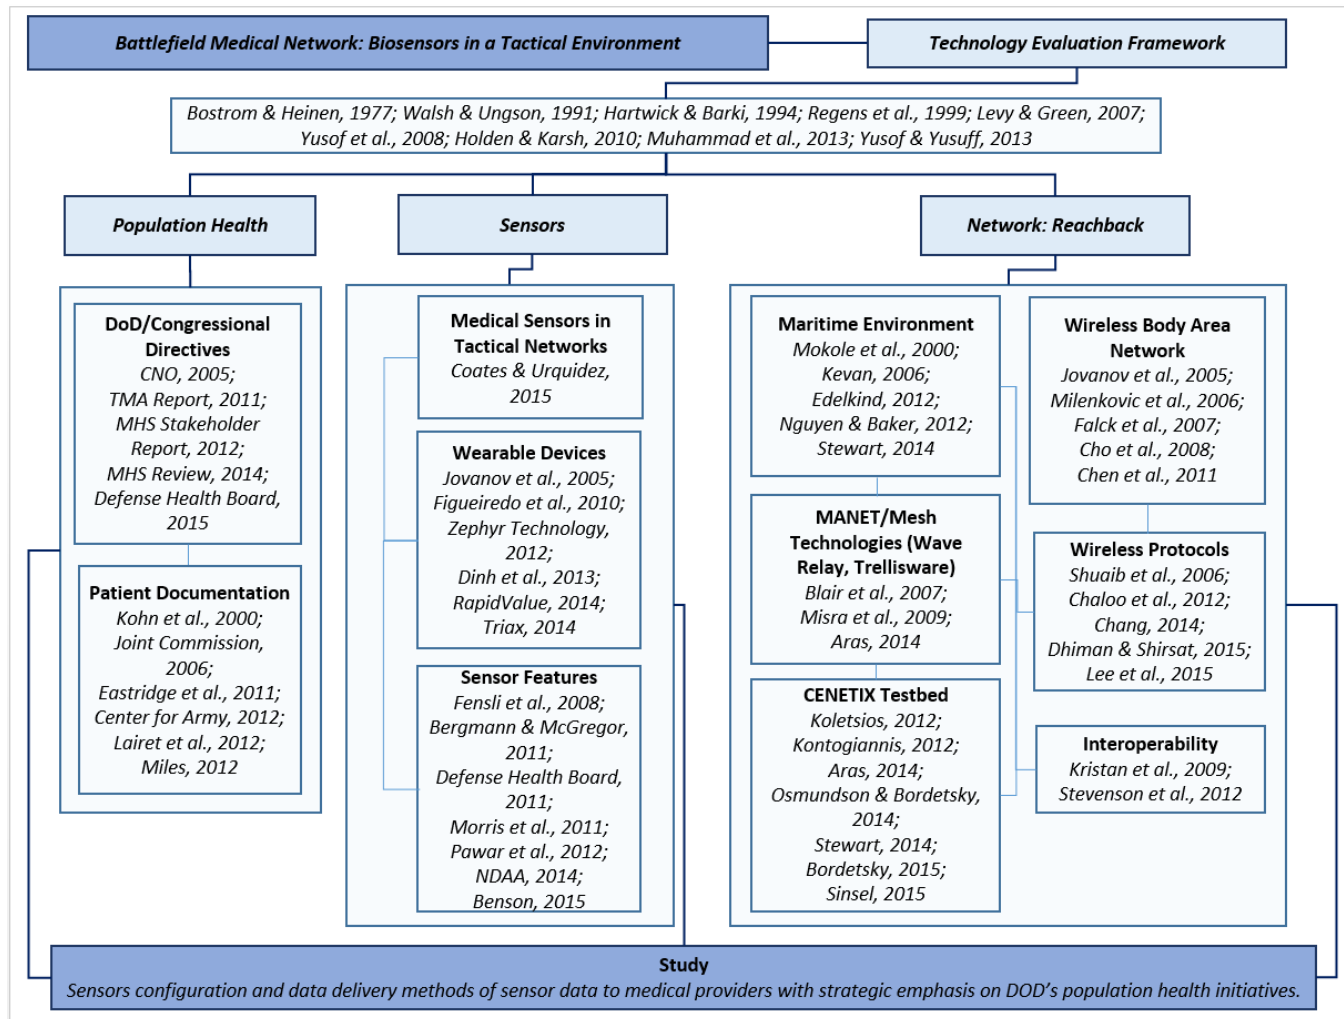 Battlefield Medical Network: Biosensors in a Tactical Environment
Technology Evaluation Framework
Bostrom & Heinen, 1977; Walsh & Ungson, 1991; Hartwick & Barki, 1994; Regens et al., 1999; Levy & Green, 2007;
Yusof et al., 2008; Holden & Karsh, 2010; Muhammad et al., 2013; Yusof & Yusuff, 2013
Population Health
Sensors
Network: Reachback
DoD/Congressional
Directives
CNO, 2005;
TMA Report, 2011;
MHS Stakeholder
Report, 2012;
MHS Review, 2014;
Defense Health Board,
2015
Patient Documentation
Kohn et al., 2000;
Joint Commission,
2006;
Eastridge et al., 2011;
Center for Army, 2012;
Lairet et al., 2012;
Miles, 2012
Medical Sensors in
Tactical Networks
Coates & Urquidez,
2015
Wearable Devices
Jovanov et al., 2005;
Figueiredo et al., 2010;
Zephyr Technology,
2012;
Dinh et al., 2013;
RapidValue, 2014;
Triax, 2014
Sensor Features
Fensli et al., 2008;
Bergmann & McGregor,
2011;
Defense Health Board,
2011;
Morris et al., 2011;
Pawar et al., 2012;
NDAA, 2014;
Benson, 2015
Maritime Environment
Mokole et al., 2000;
Kevan, 2006;
Edelkind, 2012;
Nguyen & Baker, 2012;
Stewart, 2014
MANET/Mesh
Technologies (Wave
Relay, Trellisware)
Blair et al., 2007;
Misra et al., 2009;
Aras, 2014
CENETIX Testbed
Koletsios, 2012;
Kontogiannis, 2012;
Aras, 2014;
Osmundson & Bordetsky,
2014;
Stewart, 2014;
Bordetsky, 2015;
Sinsel, 2015
Wireless Body Area
Network
Jovanov et al., 2005;
Milenkovic et al., 2006;
Falck et al., 2007;
Cho et al., 2008;
Chen et al., 2011
Wireless Protocols
Shuaib et al., 2006;
Chaloo et al., 2012;
Chang, 2014;
Dhiman & Shirsat, 2015;
Lee et al., 2015
Interoperability
Kristan et al., 2009;
Stevenson et al., 2012
Study
Sensors configuration and data delivery methods of sensor data to medical providers with strategic emphasis on DOD's population health initiatives.